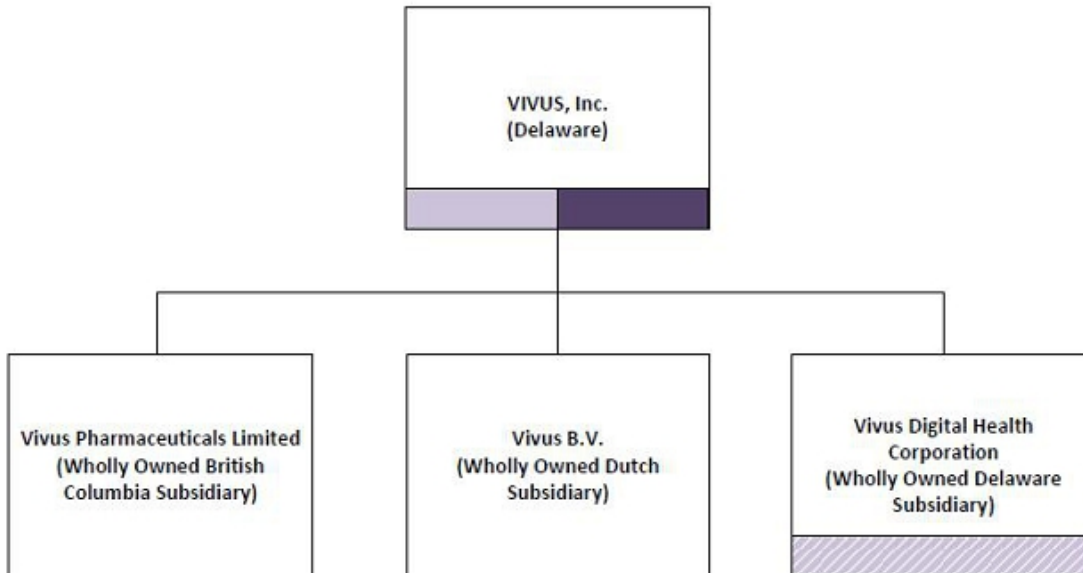 VIVUS, Inc.
(Delaware)
Vivus Pharmaceuticals Limited
(Wholly Owned British
Columbia Subsidiary)
Vivus B.V.
(Wholly Owned Dutch
Subsidiary)
Vivus Digital Health
Corporation
(Wholly Owned Delaware
Subsidiary)